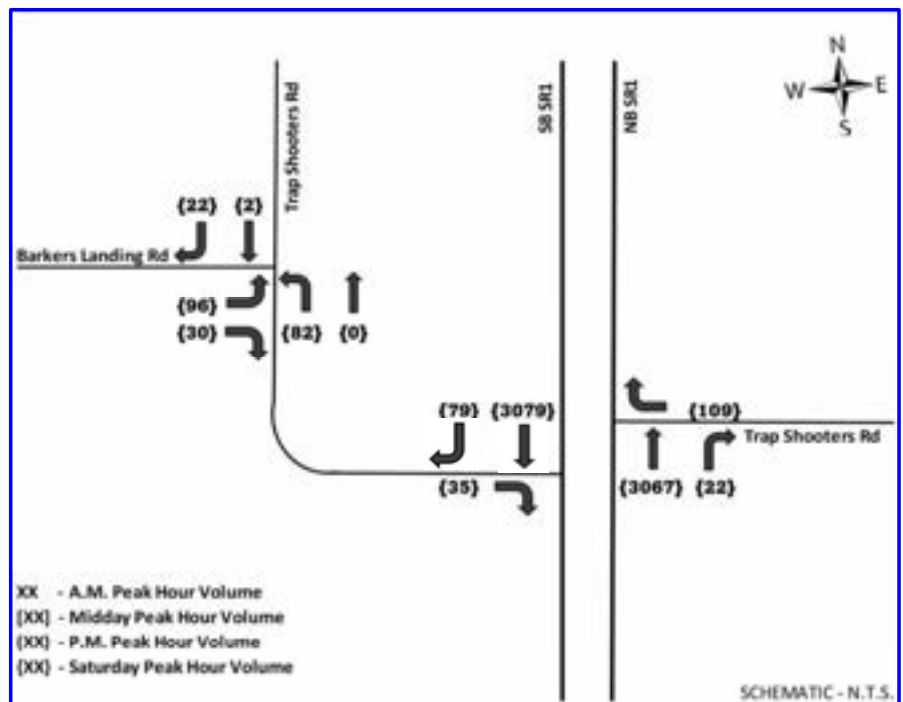 N
W E
S
Trap Shooters Rd
SB SR1
NB SR1
{22} {2}
Barkers Landing Rd
{96}
{30} {82} {0}
{79} {3079} {109}
Trap Shooters Rd
{35} {3067} {22}
XX - A.M. Peak Hour Volume
[XX] - Midday Peak Hour Volume
(XX) - P.M. Peak Hour Volume
{XX} - Saturday Peak Hour Volume
SCHEMATIC - N.T.S.